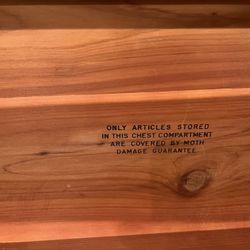 ONLY ARTICLES STORED
IN THIS CHEST COMPARTMENT
ARE COVERED BY MOTH
DAMAGE GUARANTEE